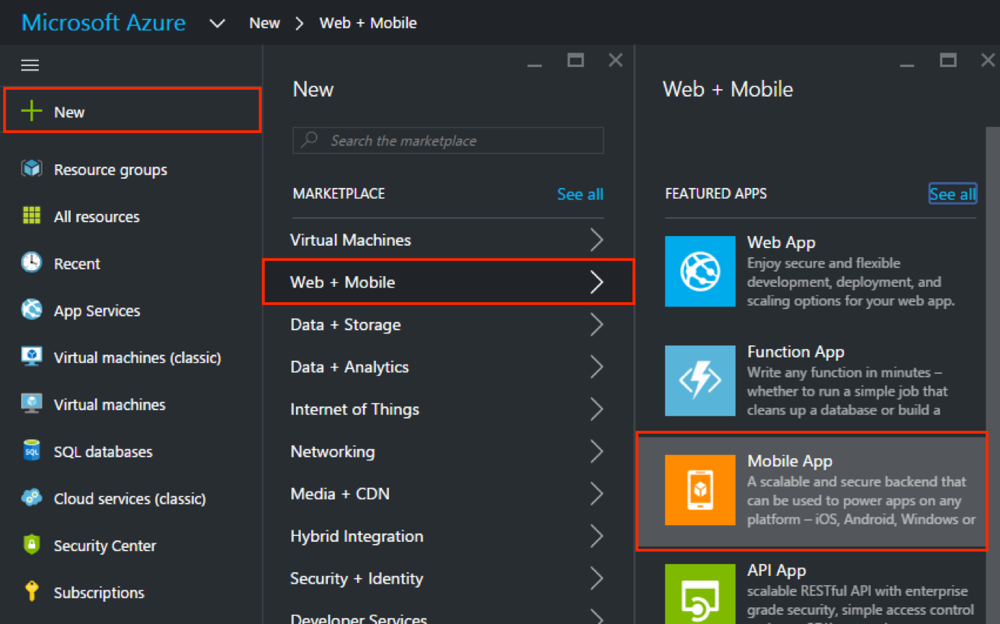 Microsoft Azure
New
Web + Mobile
New
Resource groups
All resources
Recent
App Services
Virtual machines (classic)
Virtual machines
SQL databases
Cloud services (classic)
Security Center
Subscriptions
New
Search the marketplace
MARKETPLACE
See all
Virtual Machines
Web + Mobile
Data + Storage
Data + Analytics
Internet of Things
Networking
Media + CDN
Hybrid Integration
Security + Identity
Developer Services
Web + Mobile
FEATURED APPS
See all
Web App
Enjoy secure and flexible
development, deployment, and
scaling options for your web app.
Function App
Write any function in minutes –
whether to run a simple job that
cleans up a database or build a
Mobile App
A scalable and secure backend that
can be used to power apps on any
platform – iOS, Android, Windows or
API App
scalable RESTful API with enterprise
grade security, simple access control